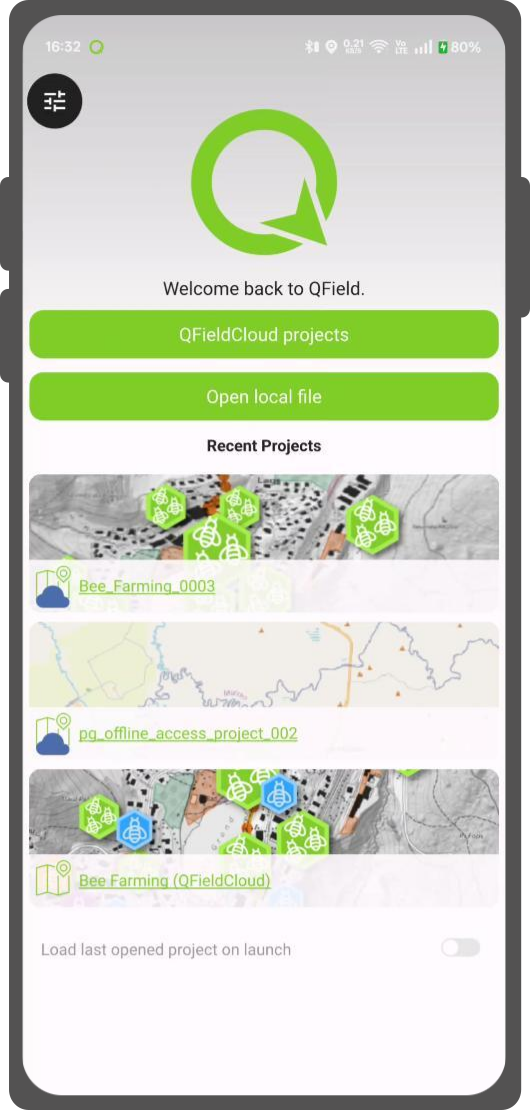 16:32
0.21
KB/S
Vo
LTE
80%
Welcome back to QField.
QFieldCloud projects
Open local file
Recent Projects
Bee_Farming_0003
pg_offline_access_project_002
Bee Farming (QFieldCloud)
Load last opened project on launch